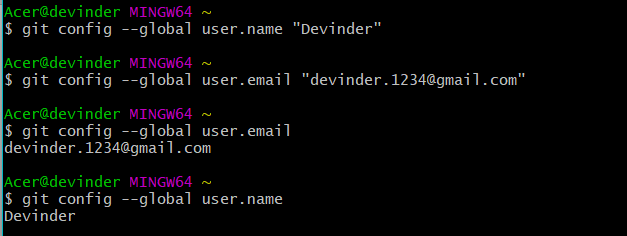 Acer@devinder MINGW64 ~
$ git config --global user.name "Devinder"
Acer@devinder MINGW64 ~
$ git config --global user.email "devinder.1234@gmail.com"
Acer@devinder MINGW64 ~
$ git config --global user.email
devinder.1234@gmail.com
Acer@devinder MINGW64 ~
$ git config --global user.name
Devinder